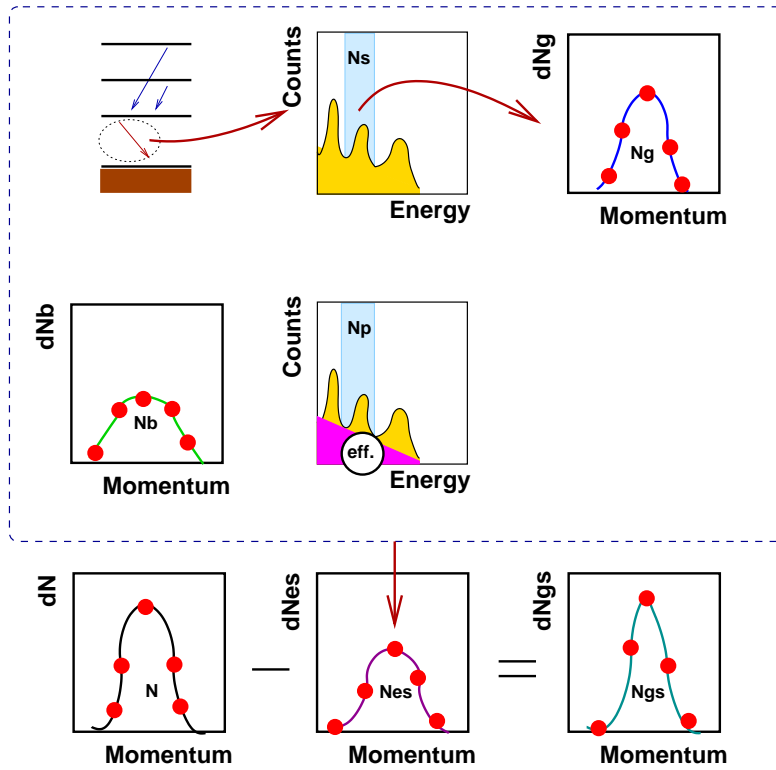 Counts
Ns
Energy
dNg
Ng
Momentum
dNb
Nb
Momentum
Counts
Np
eff.
Energy
dN
N
Momentum
dNes
Nes
Momentum
dNgs
Ngs
Momentum